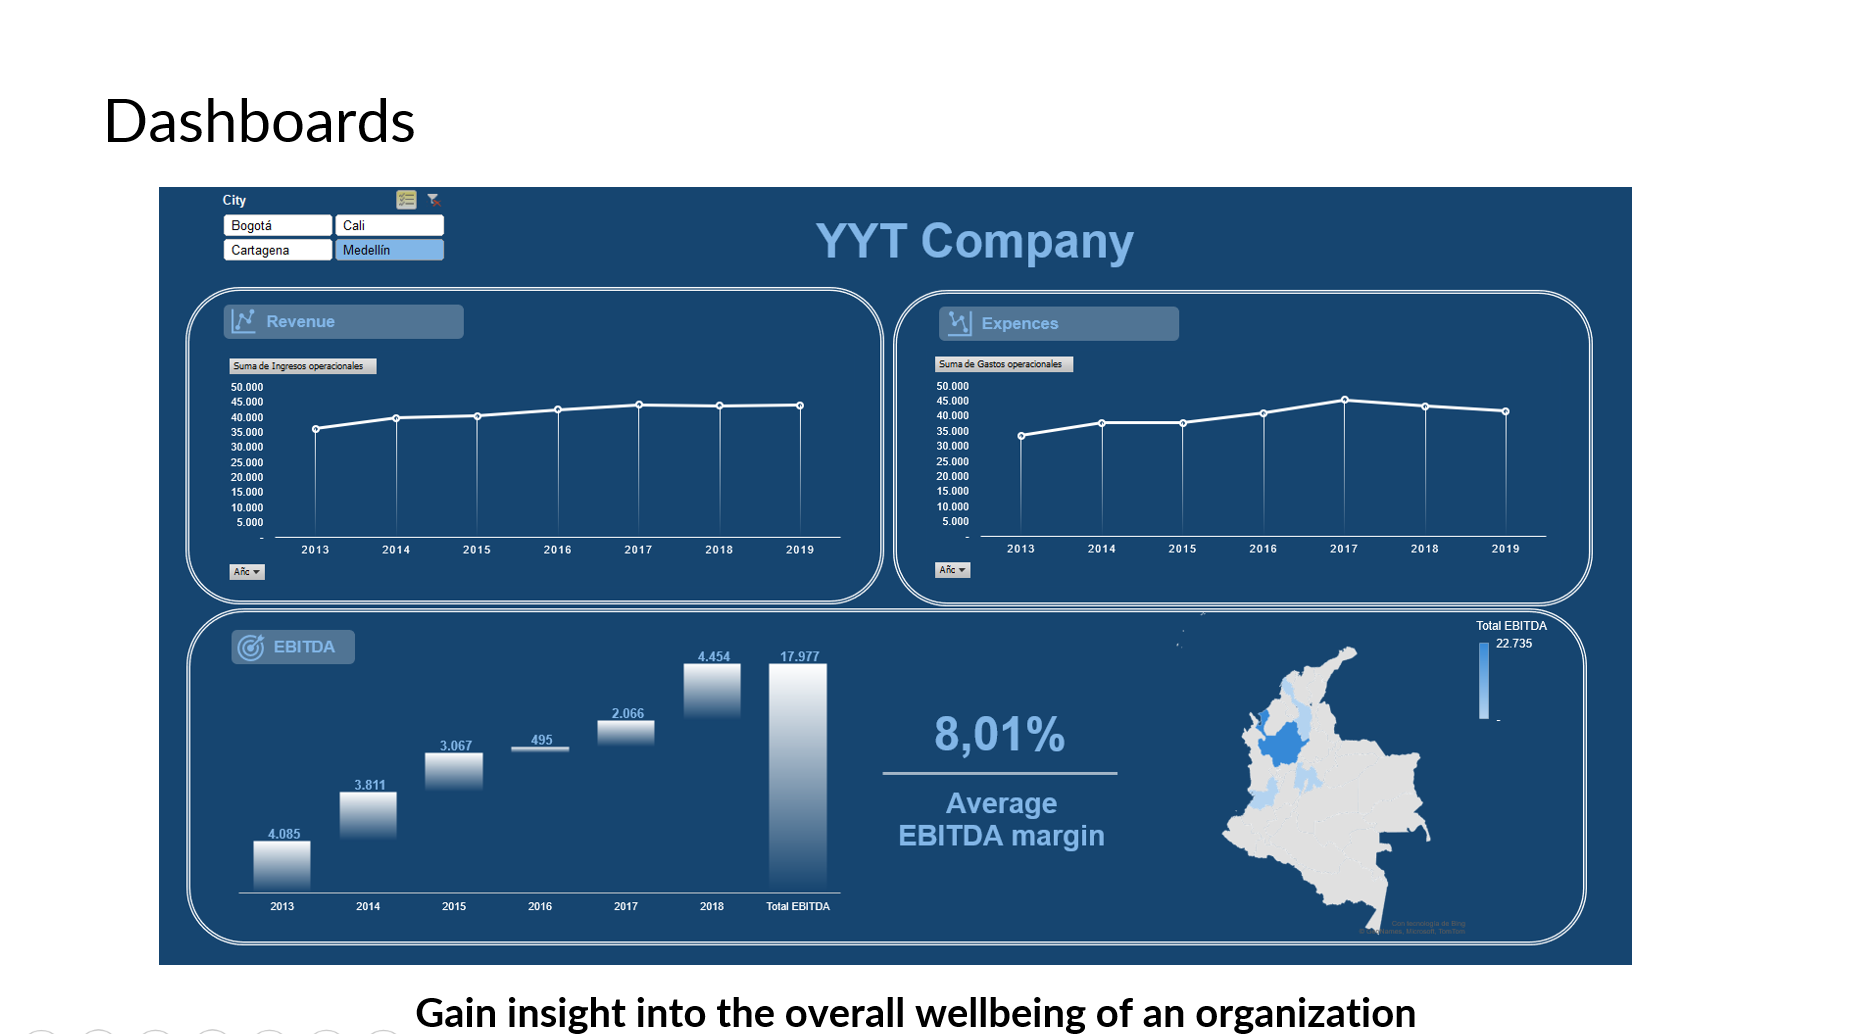 Dashboards
City
Bogotá
Cali
Cartagena
Medellín
YYT Company
Revenue
Suma de Ingresos operacionales
50.000
45.000
40.000
35.000
30.000
25.000
20.000
15.000
10.000
5.000
-
2013 2014 2015 2016 2017 2018 2019
Año
Expences
Suma de Gastos operacionales
50.000
45.000
40.000
35.000
30.000
25.000
20.000
15.000
10.000
5.000
-
2013 2014 2015 2016 2017 2018 2019
Año
EBITDA
4.085
3.811
3.067
495
2.066
4.454
17.977
2013 2014 2015 2016 2017 2018 Total EBITDA
8,01%
Average
EBITDA margin
Total EBITDA
22.735
-
Con tecnología de Bing
Microsoft, TomTom
Gain insight into the overall wellbeing of an organization